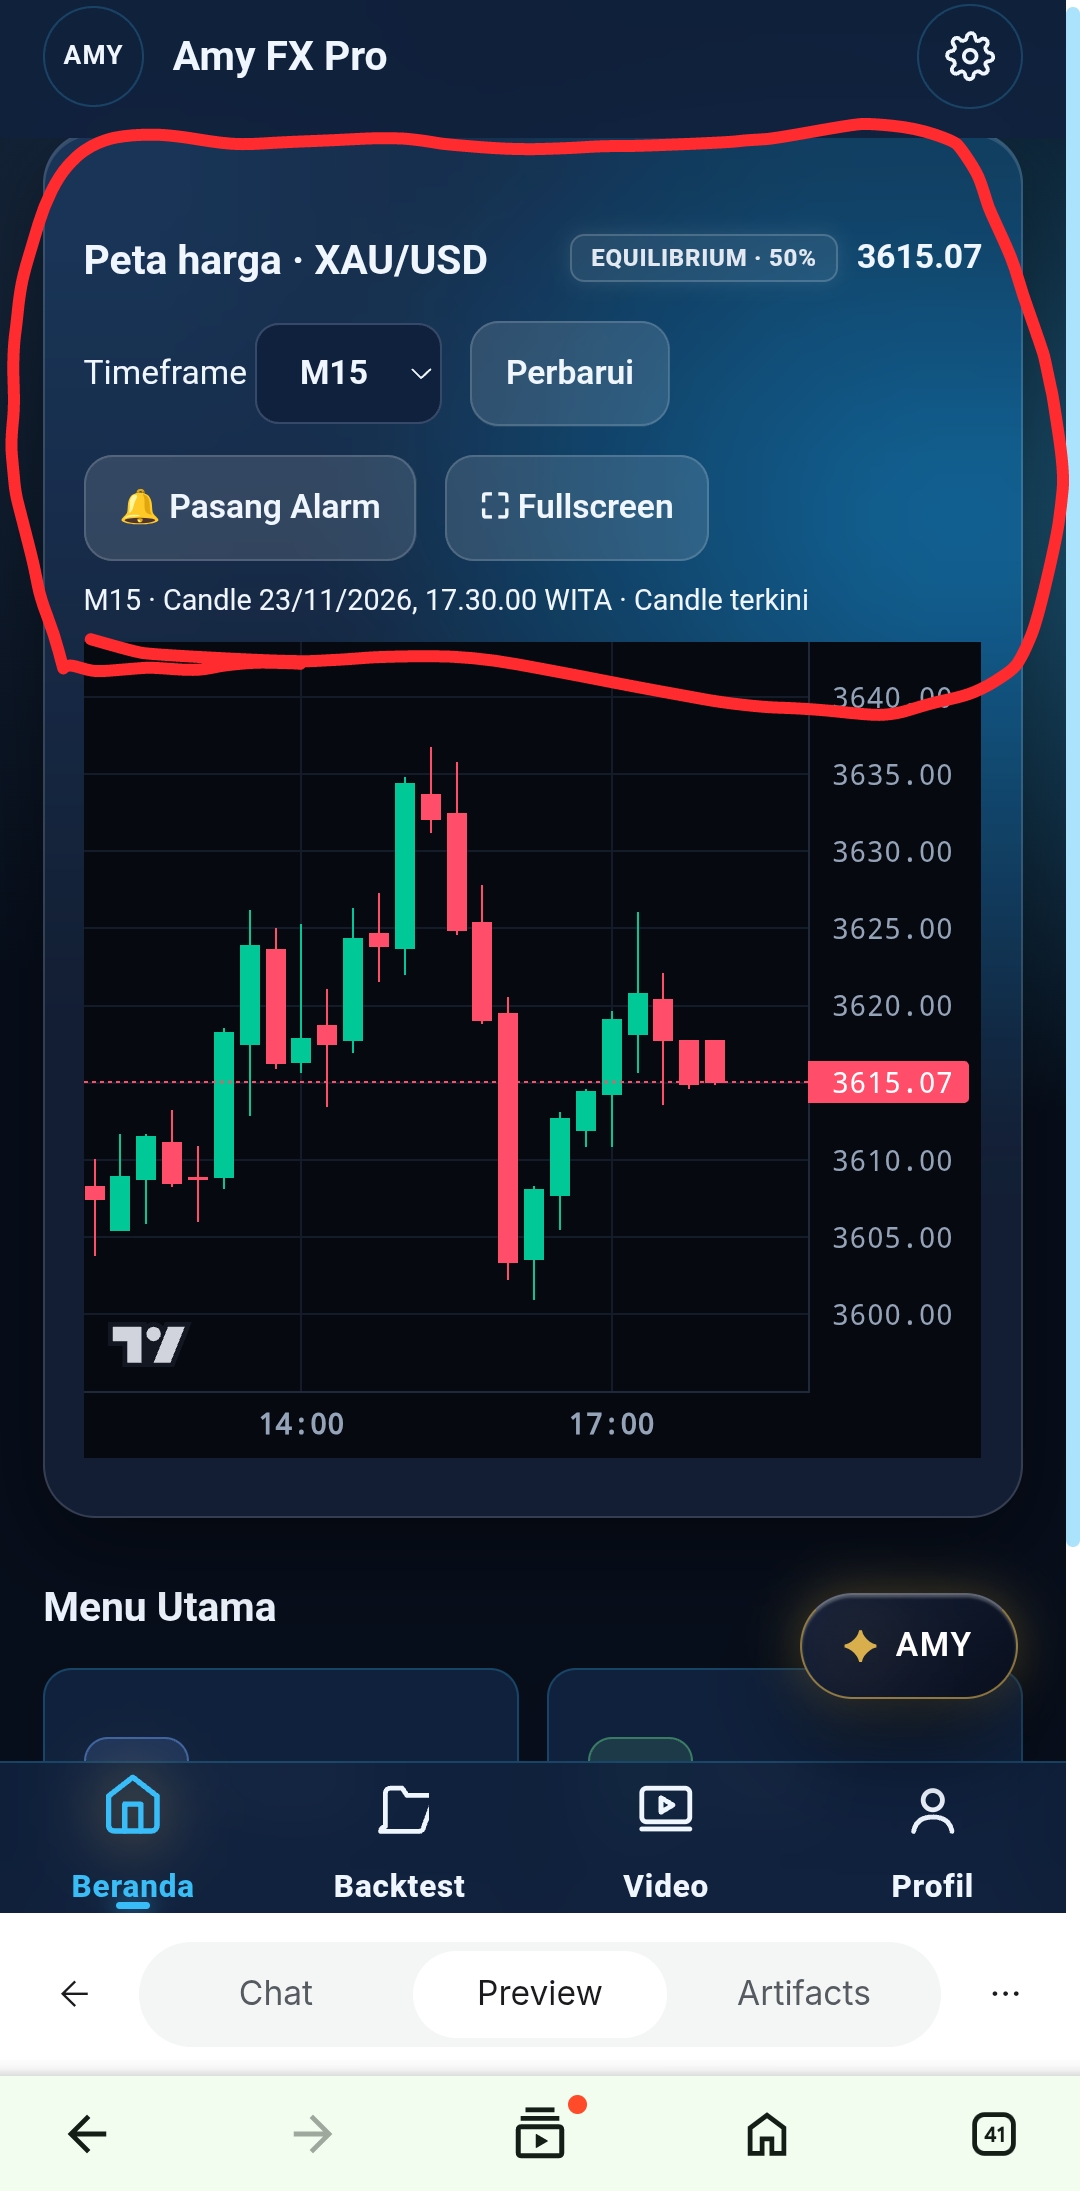 AMY
Amy FX Pro
Peta harga · XAU/USD
EQUILIBRIUM · 50%
3615.07
Timeframe
M15
Perbarui
🔔 Pasang Alarm
Fullscreen
M15 · Candle 23/11/2026, 17.30.00 WITA · Candle terkini
3640.00
3635.00
3630.00
3625.00
3620.00
3615.07
3610.00
3605.00
3600.00
14:00
17:00
Menu Utama
AMY
Beranda
Backtest
Video
Profil
Chat
Preview
Artifacts
41